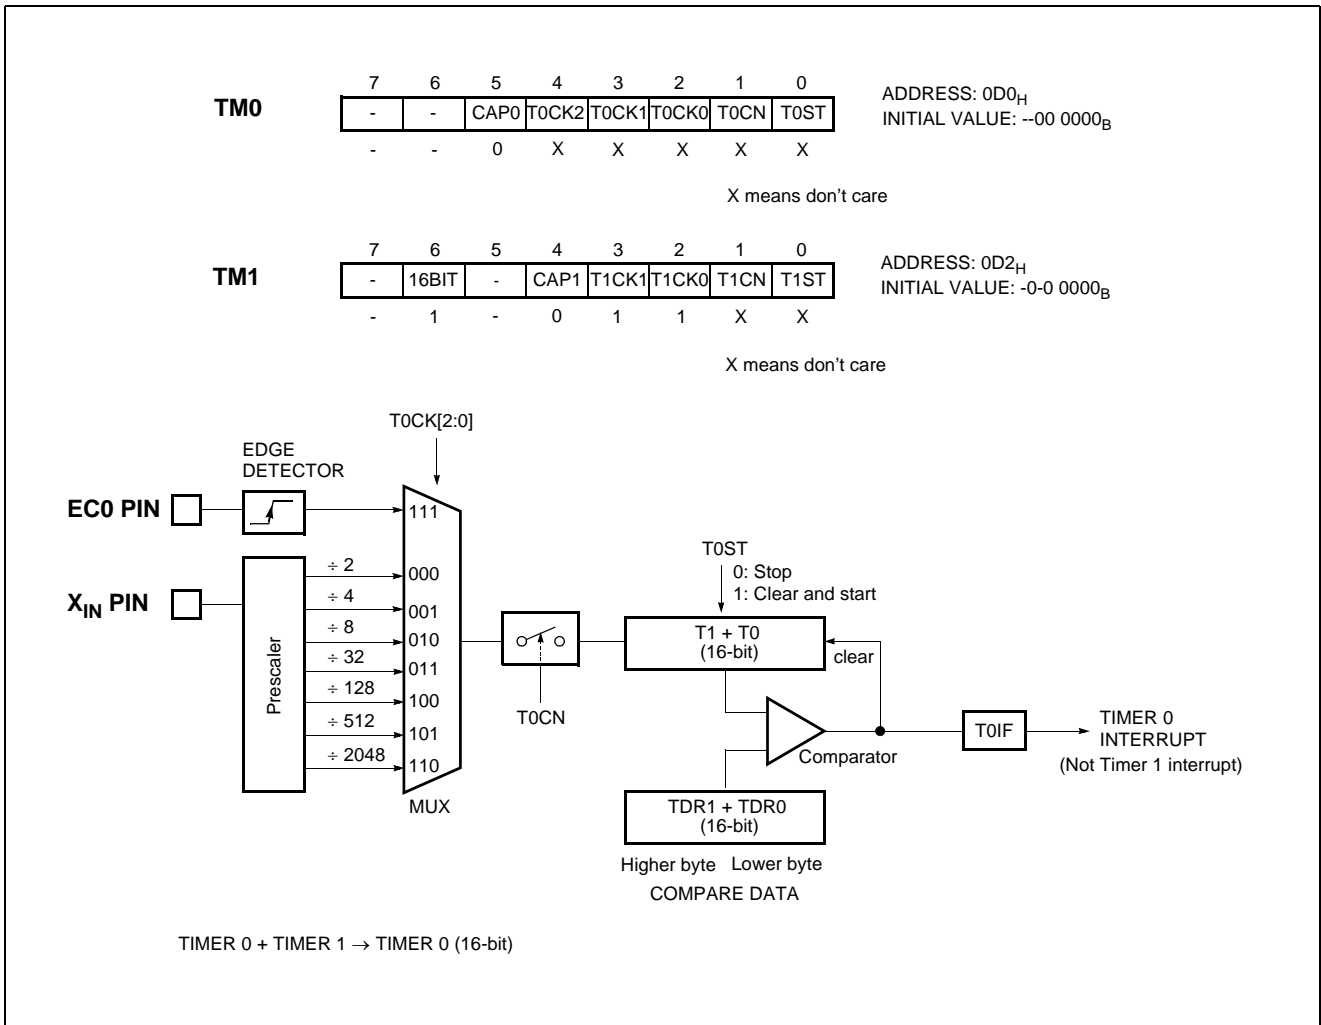 7 6 5 4 3 2 1 0
TM0
- - CAP0 T0CK2 T0CK1 T0CK0 T0CN T0ST
ADDRESS: 0D0H
INITIAL VALUE: --00 0000B
- - 0 X X X X X
X means don't care
7 6 5 4 3 2 1 0
TM1
- 16BIT - CAP1 T1CK1 T1CK0 T1CN T1ST
ADDRESS: 0D2H
INITIAL VALUE: -0-0 0000B
- 1 - 0 1 1 X X
X means don't care
T0CK[2:0]
EDGE
DETECTOR
EC0 PIN
111
XIN PIN
Prescaler
÷ 2
000
÷ 4
001
÷ 8
010
÷ 32
011
÷ 128
100
÷ 512
101
÷ 2048
110
MUX
T0CN
T0ST
0: Stop
1: Clear and start
T1 + T0
(16-bit)
clear
Comparator
T0IF
TIMER 0
INTERRUPT
(Not Timer 1 interrupt)
TDR1 + TDR0
(16-bit)
Higher byte Lower byte
COMPARE DATA
TIMER 0 + TIMER 1 → TIMER 0 (16-bit)